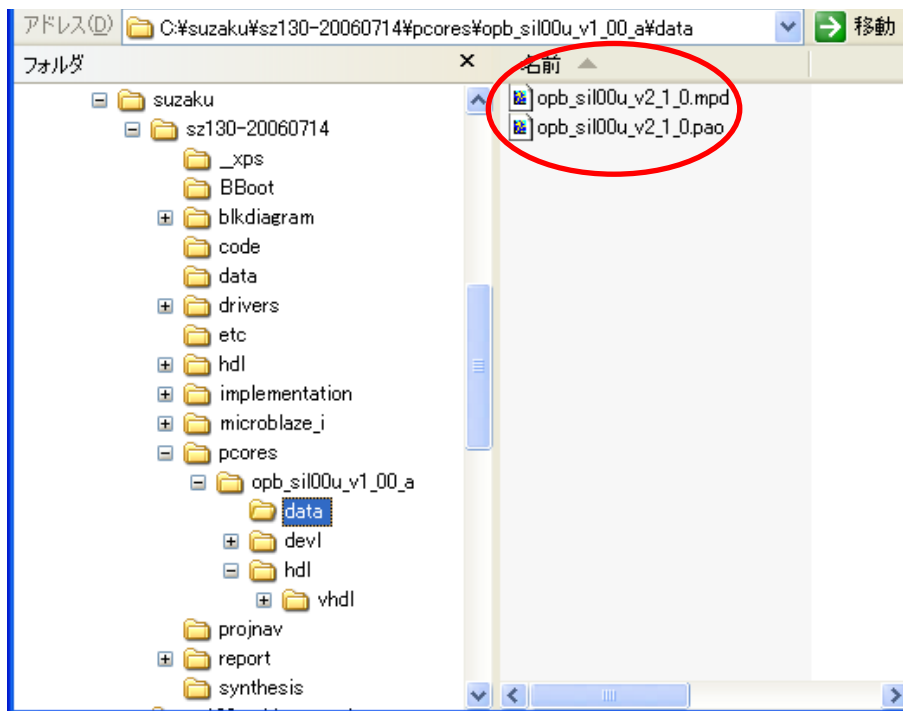 アドレス(D) C:¥suzaku¥sz130-20060714¥pcores¥opb_sil00u_v1_00_a¥data 移動
フォルダ
名前
opb_sil00u_v2_1_0.mpd
opb_sil00u_v2_1_0.pao
suzaku
sz130-20060714
_xps
BBoot
blkdiagram
code
data
drivers
etc
hdl
implementation
microblaze_i
pcores
opb_sil00u_v1_00_a
data
devl
hdl
vhdl
projnav
report
synthesis